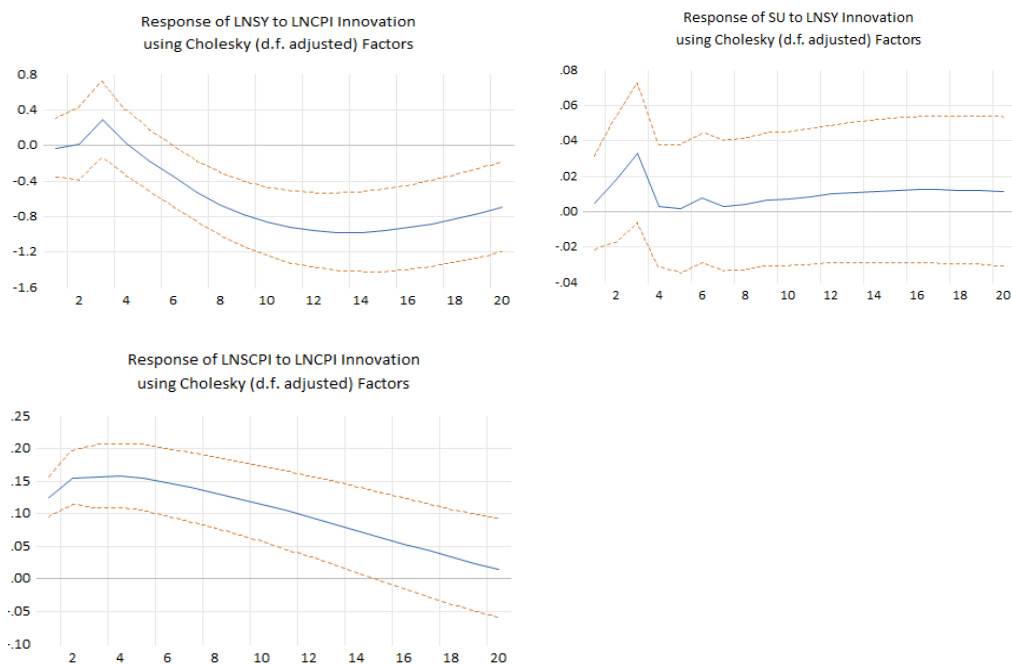 Response of LNSY to LNCPI Innovation
using Cholesky (d.f. adjusted) Factors
0.8
0.4
0.0
-0.4
-0.8
-1.2
-1.6
2 4 6 8 10 12 14 16 18 20
Response of SU to LNSY Innovation
using Cholesky (d.f. adjusted) Factors
.08
.06
.04
.02
.00
-.02
-.04
2 4 6 8 10 12 14 16 18 20
Response of LNSCPI to LNCPI Innovation
using Cholesky (d.f. adjusted) Factors
.25
.20
.15
.10
.05
.00
-.05
-.10
2 4 6 8 10 12 14 16 18 20